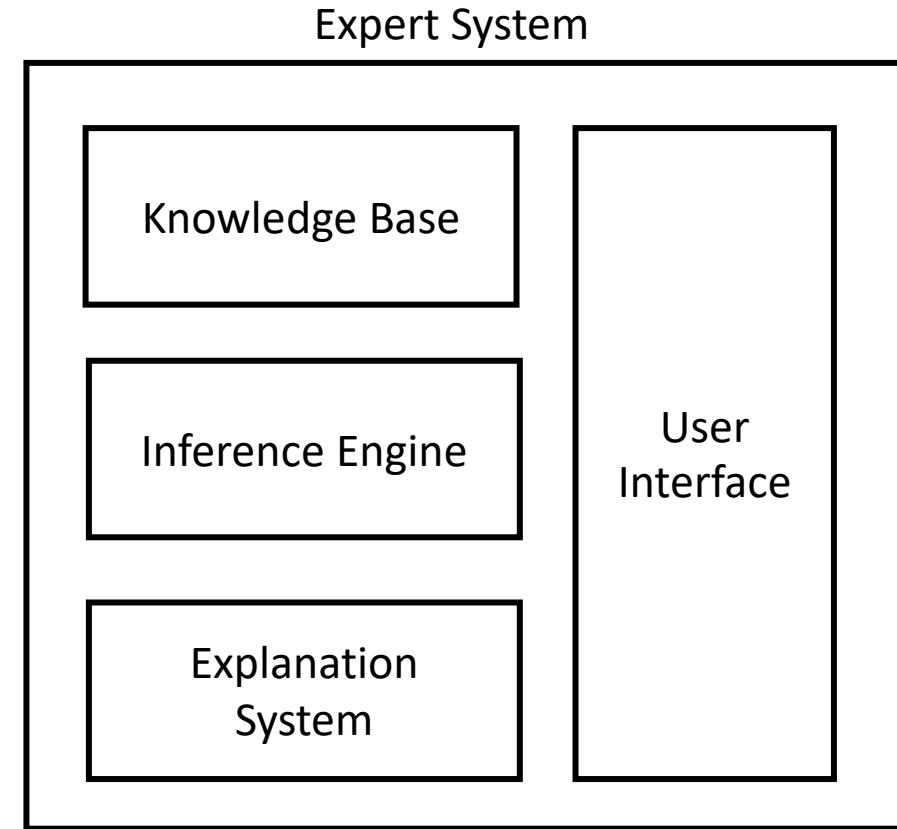 Expert System
Knowledge Base
Inference Engine
Explanation
System
User
Interface